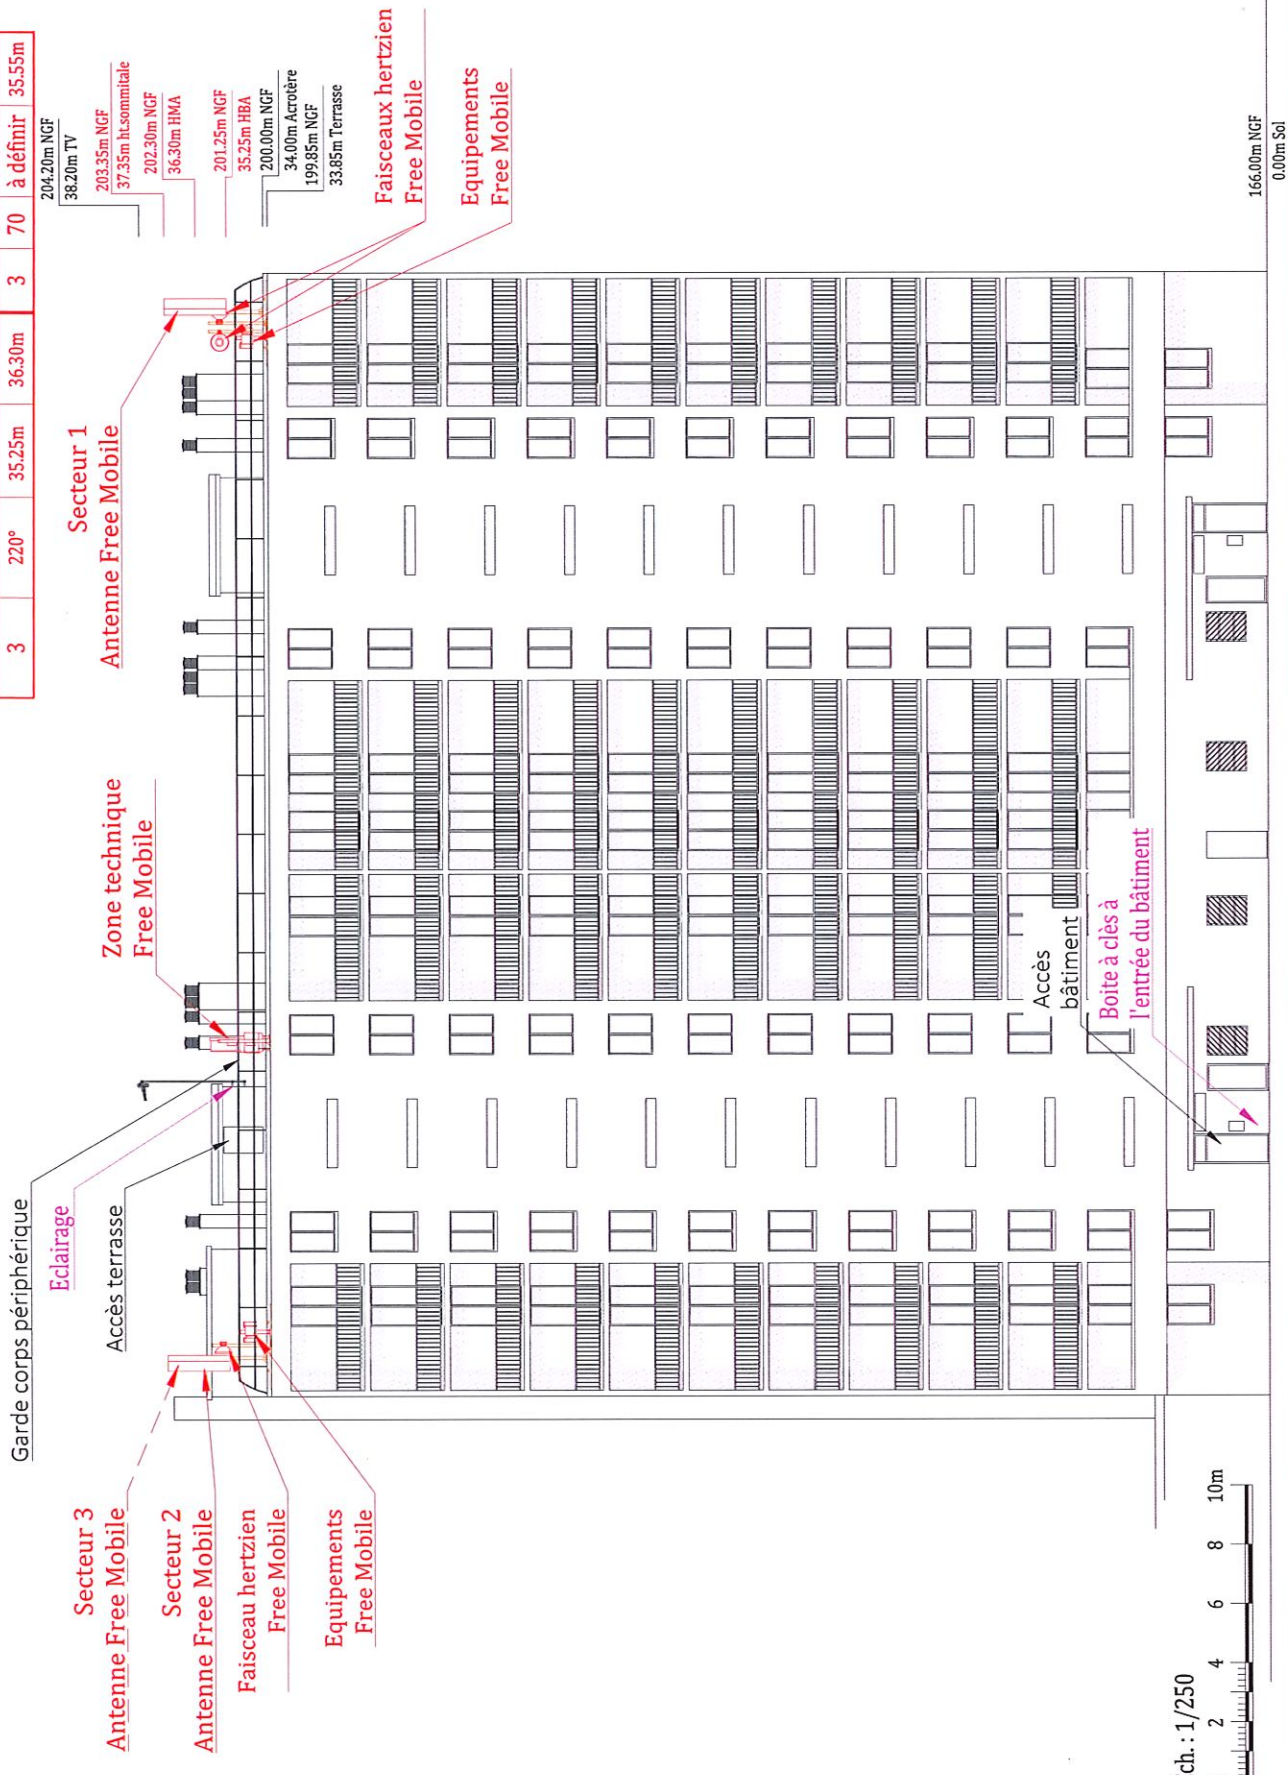 3 220° 35.25m 36.30m 3 70 à définir 35.55m
204.20m NGF
38.20m TV
203.35m NGF
37.35m ht.sommitale
202.30m NGF
36.30m HMA
201.25m NGF
35.25m HBA
200.00m NGF
34.00m Acrotère
199.85m NGF
33.85m Terrasse
Garde corps périphérique
Eclairage
Accès terrasse
Zone technique
Free Mobile
Secteur 1
Antenne Free Mobile
Faisceaux hertzien
Free Mobile
Equipements
Free Mobile
Secteur 3
Antenne Free Mobile
Secteur 2
Antenne Free Mobile
Faisceau hertzien
Free Mobile
Equipements
Free Mobile
Accès
bâtiment
Boite à clès à
l'entrée du bâtiment
166.00m NGF
0.00m Sol
ch. : 1/250
2 4 6 8 10m